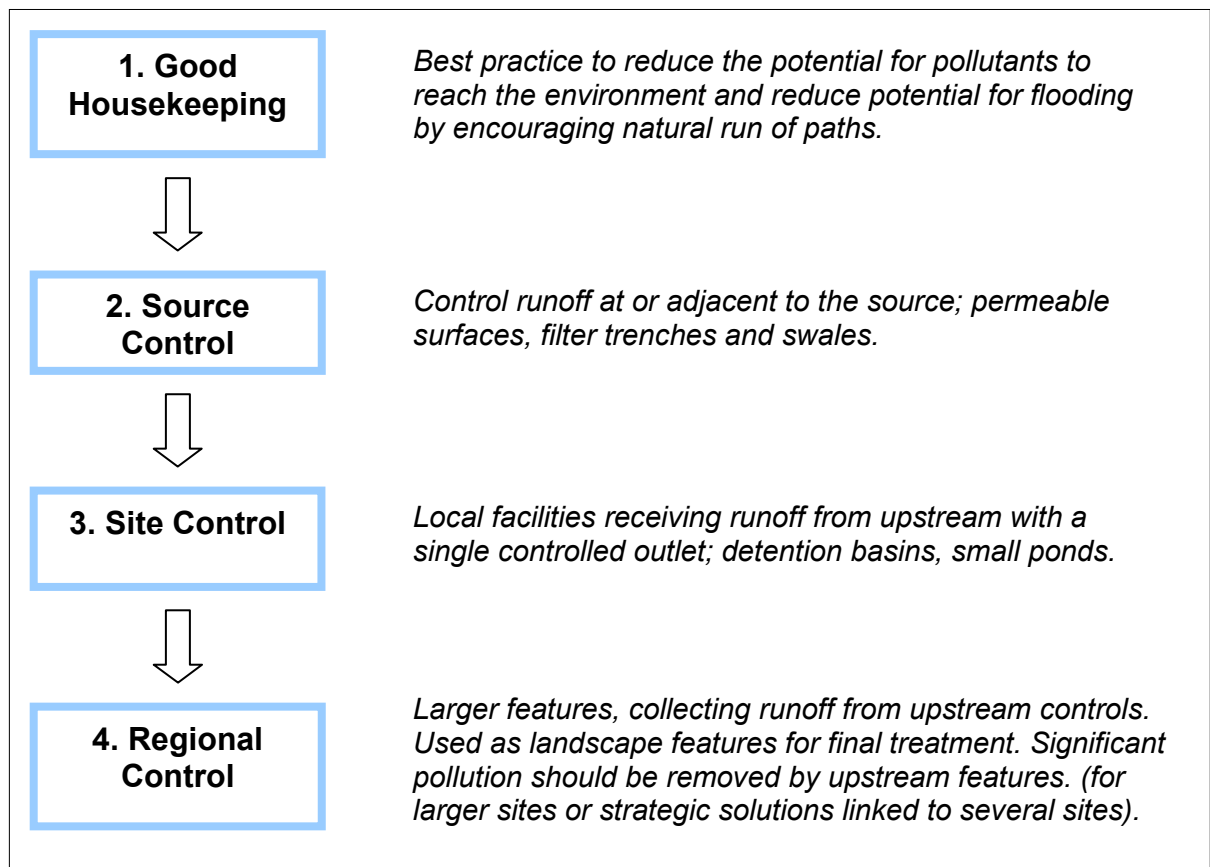 1. Good
Housekeeping
Best practice to reduce the potential for pollutants to
reach the environment and reduce potential for flooding
by encouraging natural run of paths.
2. Source
Control
Control runoff at or adjacent to the source; permeable
surfaces, filter trenches and swales.
3. Site Control
Local facilities receiving runoff from upstream with a
single controlled outlet; detention basins, small ponds.
4. Regional
Control
Larger features, collecting runoff from upstream controls.
Used as landscape features for final treatment. Significant
pollution should be removed by upstream features. (for
larger sites or strategic solutions linked to several sites).